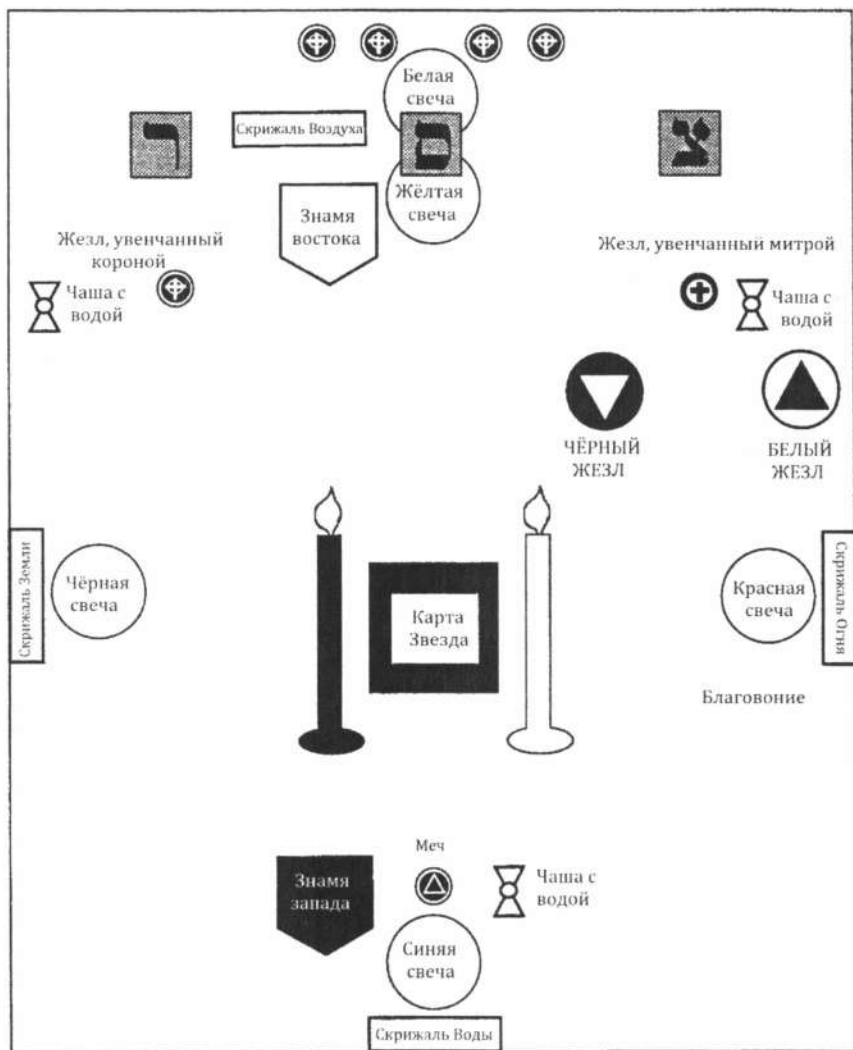 Белая
свеча
Скрижаль Воздуха
ר
ם
צ
Жёлтая
свеча
Знамя
востока
Жезл, увенчанный
короной
Жезл, увенчанный митрой
Чаша с
водой
Чаша с
водой
ЧЁРНЫЙ
ЖЕЗЛ
БЕЛЫЙ
ЖЕЗЛ
Скрижаль Земли
Чёрная
свеча
Карта
Звезда
Красная
свеча
Скрижаль Огня
Благовоние
Меч
Знамя
запада
Чаша с
водой
Синяя
свеча
Скрижаль Воды